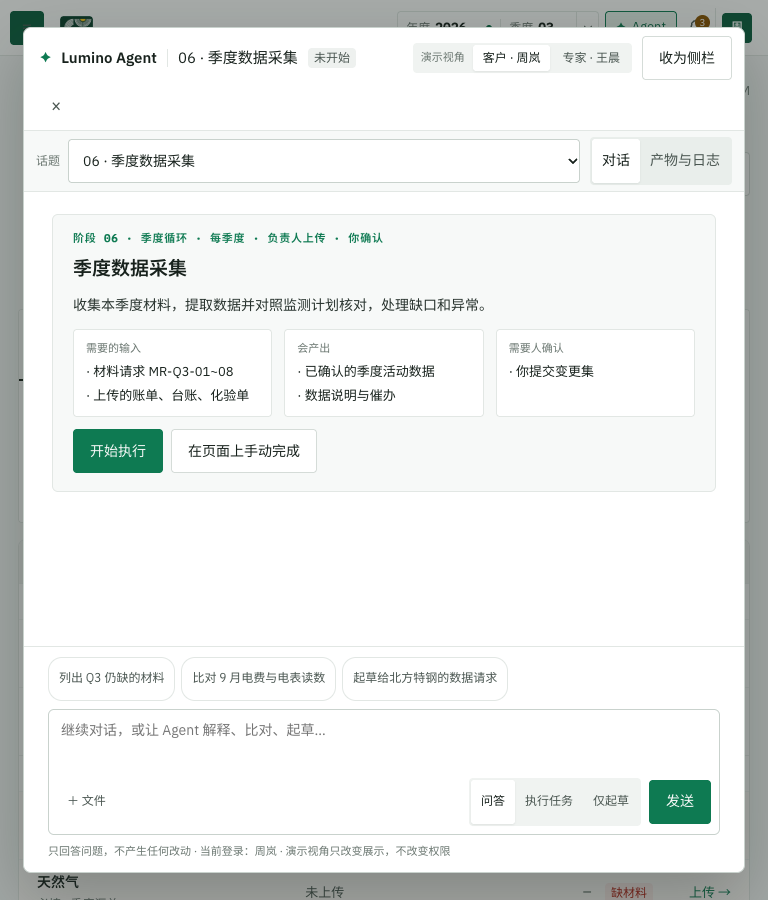 Lumino Agent
06 · 季度数据采集
未开始
演示视角
客户 · 周岚
专家 · 王晨
收为侧栏
×
话题
06 · 季度数据采集
对话
产物与日志
阶段 06 · 季度循环 · 每季度 · 负责人上传 · 你确认
季度数据采集
收集本季度材料，提取数据并对照监测计划核对，处理缺口和异常。
需要的输入
· 材料请求 MR-Q3-01~08
· 上传的账单、台账、化验单
会产出
· 已确认的季度活动数据
· 数据说明与催办
需要人确认
· 你提交变更集
开始执行
在页面上手动完成
列出 Q3 仍缺的材料
比对 9 月电费与电表读数
起草给北方特钢的数据请求
继续对话，或让 Agent 解释、比对、起草…
＋ 文件
问答
执行任务
仅起草
发送
只回答问题，不产生任何改动 · 当前登录：周岚 · 演示视角只改变展示，不改变权限
天然气
未上传
—
缺材料
上传 →